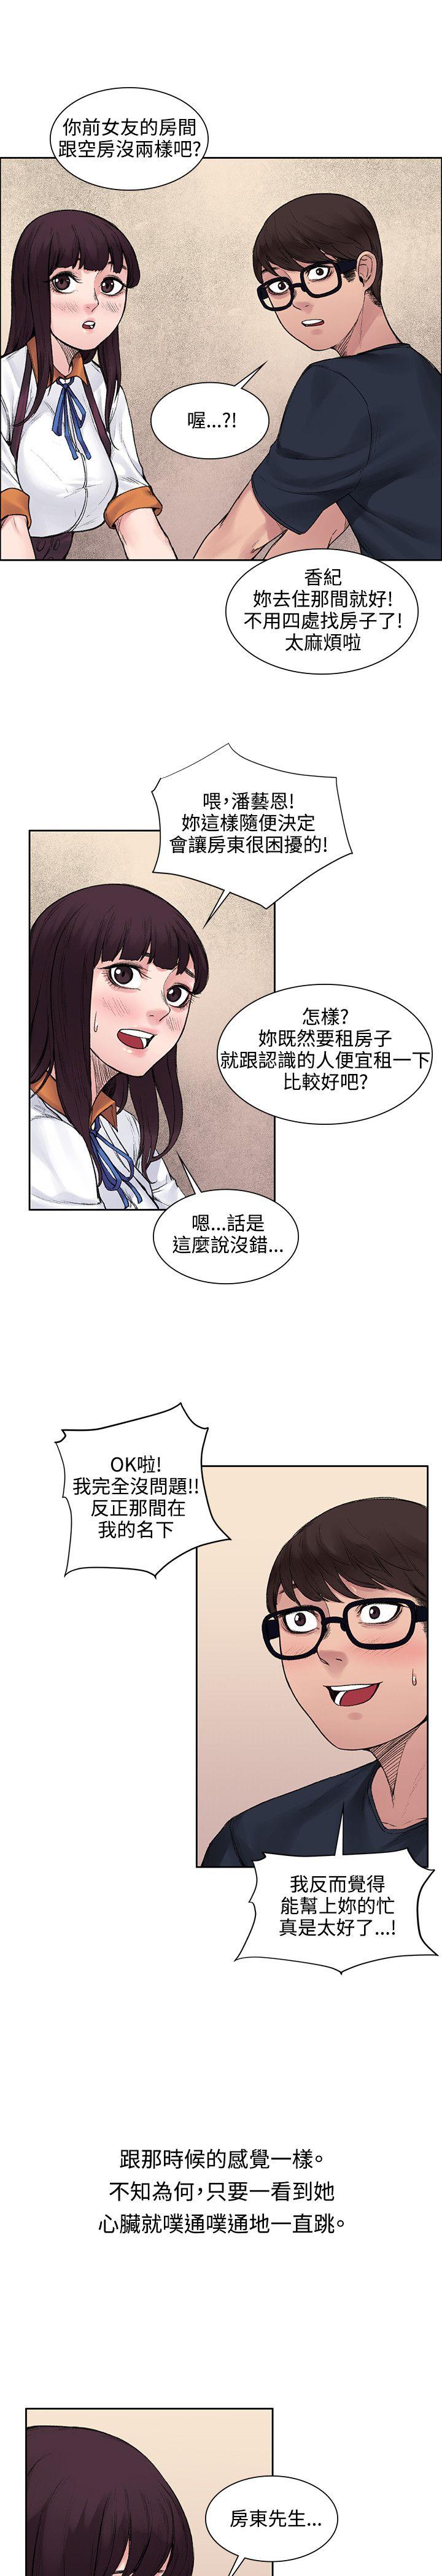 你前女友的房間
跟空房沒兩樣吧?
喔...?!
香紀
妳去住那間就好!
不用四處找房子了!
太麻煩啦
喂,潘藝恩!
妳這樣隨便決定
會讓房東很困擾的!
怎樣?
妳既然要租房子
就跟認識的人便宜租一下
比較好吧?
嗯...話是
這麼說沒錯...
OK啦!
我完全沒問題!!
反正那間在
我的名下
我反而覺得
能幫上妳的忙
真是太好了...!
跟那時候的感覺一樣。
不知為何,只要一看到她
心臟就噗通噗通地一直跳。
房東先生...